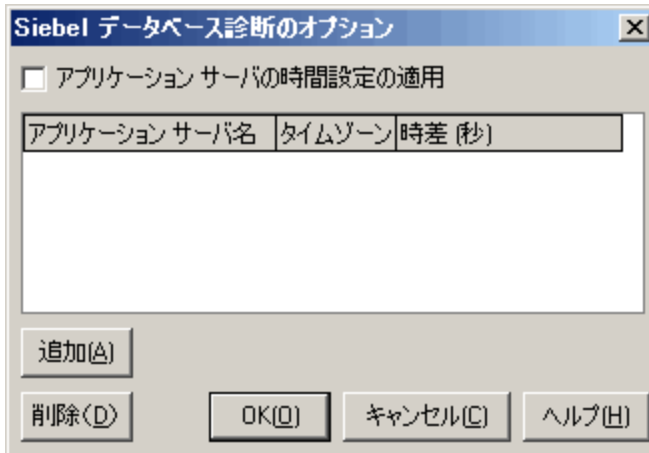 Siebel データベース診断のオプション
アプリケーション サーバの時間設定の適用
アプリケーション サーバ名 タイムゾーン 時差 (秒)
追加(A)
削除(D) OK(O) キャンセル(C) ヘルプ(H)